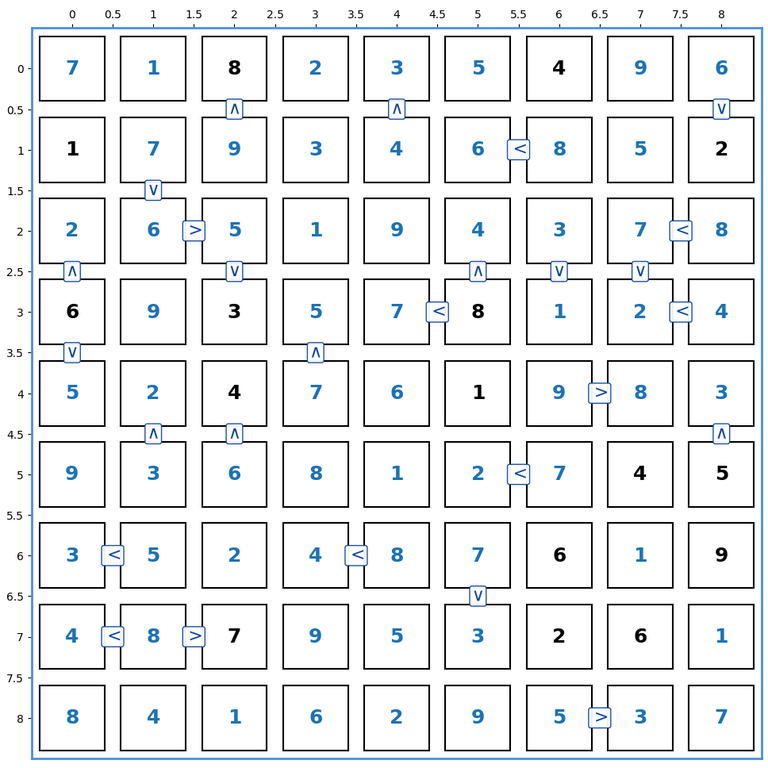 0 0.5 1 1.5 2 2.5 3 3.5 4 4.5 5 5.5 6 6.5 7 7.5 8
0 7 1 8 2 3 5 4 9 6
0.5 ∧ ∧ ∨
1 1 7 9 3 4 6 < 8 5 2
1.5 ∨
2 2 6 > 5 1 9 4 3 7 < 8
2.5 ∧ ∨ ∧ ∨ ∨
3 6 9 3 5 7 < 8 1 2 < 4
3.5 ∨ ∧
4 5 2 4 7 6 1 9 > 8 3
4.5 ∧ ∧ ∧
5 9 3 6 8 1 2 < 7 4 5
5.5
6 3 < 5 2 4 < 8 7 6 1 9
6.5 ∨
7 4 < 8 > 7 9 5 3 2 6 1
7.5
8 8 4 1 6 2 9 5 > 3 7